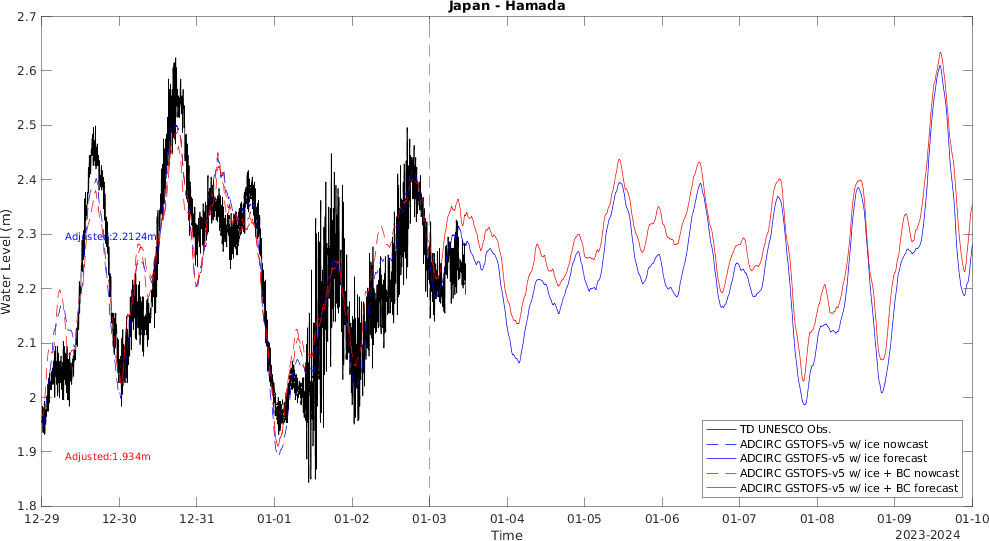 Japan - Hamada
Water Level (m)
2.7
2.6
2.5
2.4
2.3
2.2
2.1
2
1.9
1.8
Adjusted:2.2124m
Adjusted:1.934m
TD UNESCO Obs.
ADCIRC GSTOFS-v5 w/ ice nowcast
ADCIRC GSTOFS-v5 w/ ice forecast
ADCIRC GSTOFS-v5 w/ ice + BC nowcast
ADCIRC GSTOFS-v5 w/ ice + BC forecast
12-29 12-30 12-31 01-01 01-02 01-03 01-04 01-05 01-06 01-07 01-08 01-09 01-10
Time
2023-2024